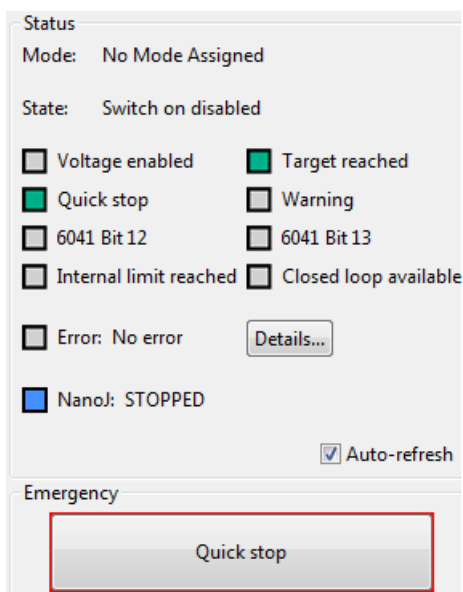 Status
Mode: No Mode Assigned
State: Switch on disabled
Voltage enabled Target reached
Quick stop Warning
6041 Bit 12 6041 Bit 13
Internal limit reached Closed loop available
Error: No error Details...
NanoJ: STOPPED
Auto-refresh
Emergency
Quick stop